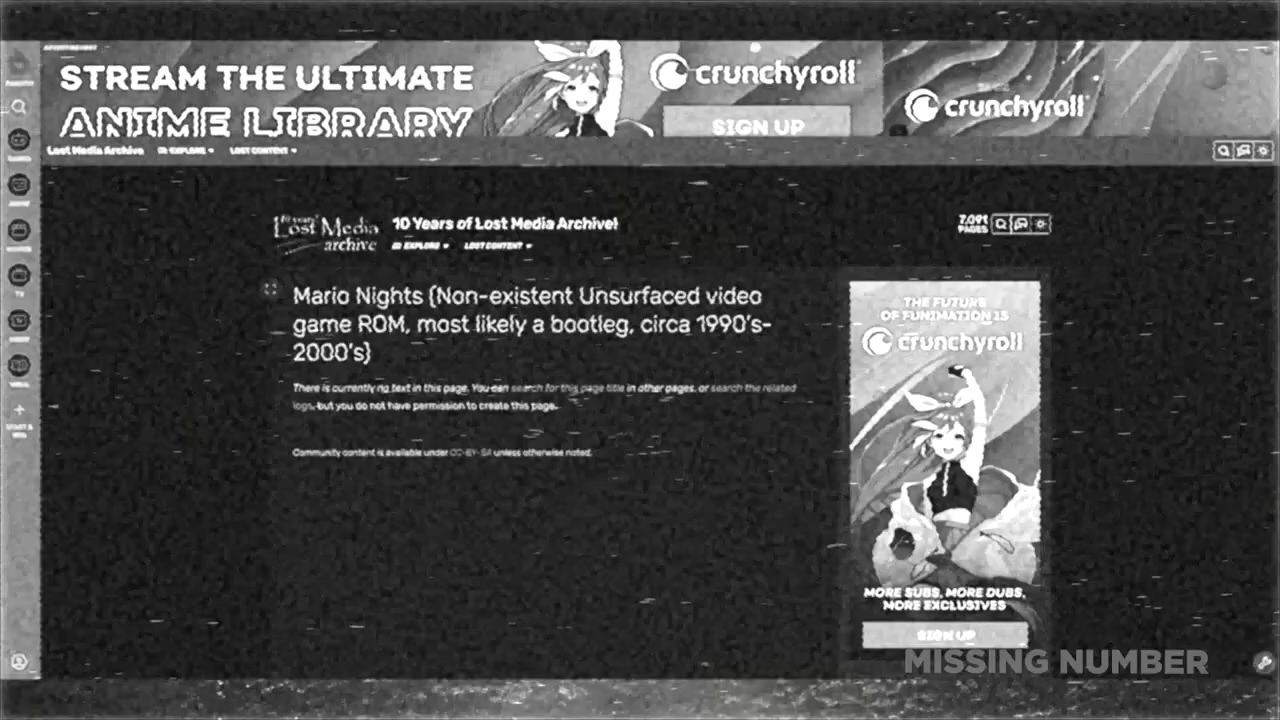 ADVERTISEMENT
STREAM THE ULTIMATE
ANIME LIBRARY
crunchyroll
SIGN UP
crunchyroll
Lost Media Archive EXPLORE LOST CONTENT
10 Years of Lost Media Archive!
Lost Media
archive
EXPLORE LOST CONTENT
PAGES
Mario Nights (Non-existent Unsurfaced video
game ROM, most likely a bootleg, circa 1990's-
2000's)
There is currently no text in this page. You can search for this page title in other pages, or search the related
logs, but you do not have permission to create this page.
Community content is available under CC-BY-SA unless otherwise noted.
THE FUTURE
OF FUNIMATION IS
crunchyroll
MORE SUBS, MORE DUBS,
MORE EXCLUSIVES
SIGN UP
MISSING NUMBER
TV
START A